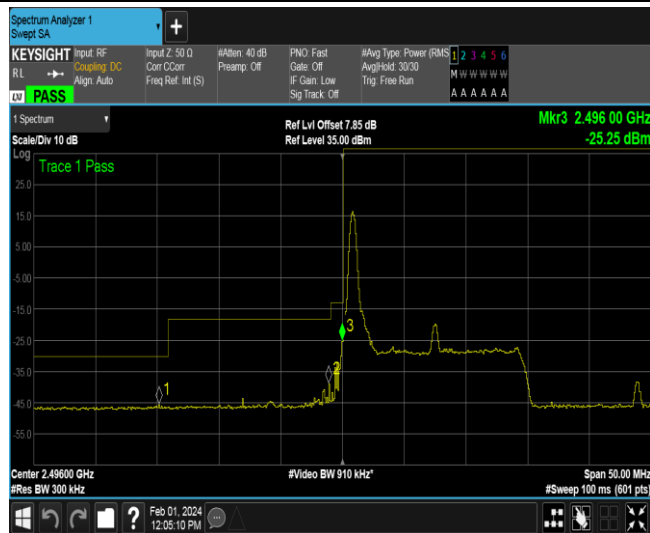 Spectrum Analyzer 1
Swept SA
KEYSIGHT
RL
PASS
Input: RF
Coupling: DC
Align: Auto
Input Z: 50 Ω
Corr CCorr
Freq Ref: Int (S)
#Atten: 40 dB
Preamp: Off
PNO: Fast
Gate: Off
IF Gain: Low
Sig Track: Off
#Avg Type: Power (RMS
Avg|Hold: 30/30
Trig: Free Run
1 2 3 4 5 6
M W W W W W
A A A A A A
1 Spectrum
Scale/Div 10 dB
Ref Lvl Offset 7.85 dB
Ref Level 35.00 dBm
Mkr3 2.496 00 GHz
-25.25 dBm
Log
Trace 1 Pass
25.0
15.0
5.00
-5.00
-15.0
-25.0
-35.0
-45.0
-55.0
1
2
3
Center 2.49600 GHz
#Res BW 300 kHz
#Video BW 910 kHz*
Span 50.00 MHz
#Sweep 100 ms (601 pts)
?
Feb 01, 2024
12:05:10 PM